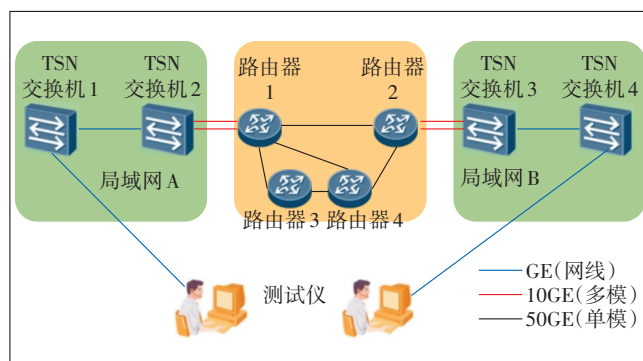 TSN
交换机1
TSN
交换机2
路由器
1
路由器
2
TSN
交换机3
TSN
交换机4
局域网A
路由器3
路由器4
局域网B
测试仪
GE(网线)
10GE(多模)
50GE(单模)